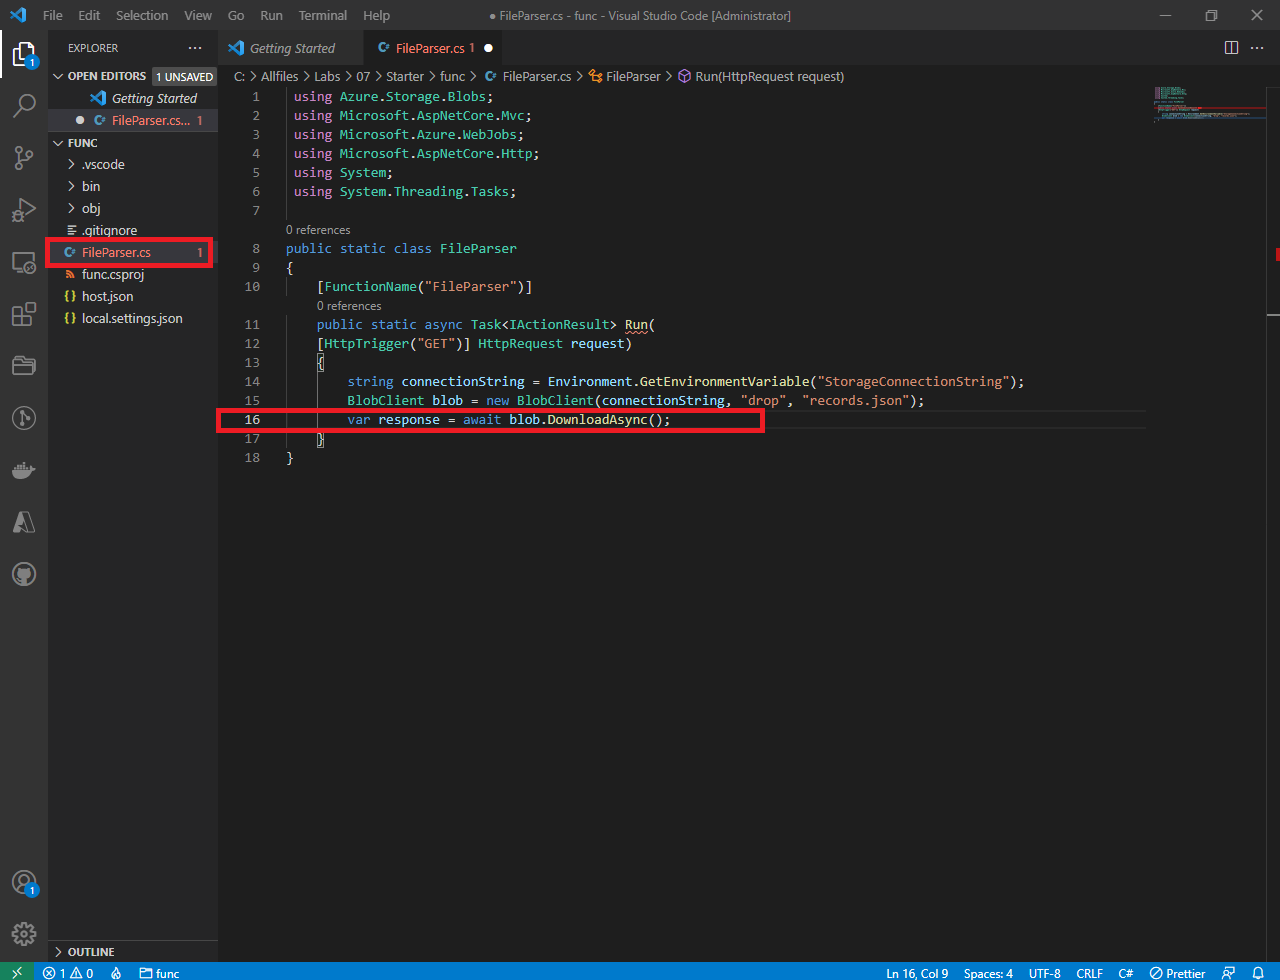 File Edit Selection View Go Run Terminal Help ● FileParser.cs - func - Visual Studio Code [Administrator]
EXPLORER
Getting Started
FileParser.cs 1
OPEN EDITORS 1 UNSAVED
Getting Started
FileParser.cs... 1
FUNC
.vscode
bin
obj
.gitignore
FileParser.cs 1
func.csproj
host.json
local.settings.json
OUTLINE
C: > Allfiles > Labs > 07 > Starter > func > FileParser.cs > FileParser > Run(HttpRequest request)
1 using Azure.Storage.Blobs;
2 using Microsoft.AspNetCore.Mvc;
3 using Microsoft.Azure.WebJobs;
4 using Microsoft.AspNetCore.Http;
5 using System;
6 using System.Threading.Tasks;
7
0 references
8 public static class FileParser
9 {
10 [FunctionName("FileParser")]
0 references
11 public static async Task<IActionResult> Run(
12 [HttpTrigger("GET")] HttpRequest request)
13 {
14 string connectionString = Environment.GetEnvironmentVariable("StorageConnectionString");
15 BlobClient blob = new BlobClient(connectionString, "drop", "records.json");
16 var response = await blob.DownloadAsync();
17 }
18 }
1
1
1 0 func Ln 16, Col 9 Spaces: 4 UTF-8 CRLF C# Prettier